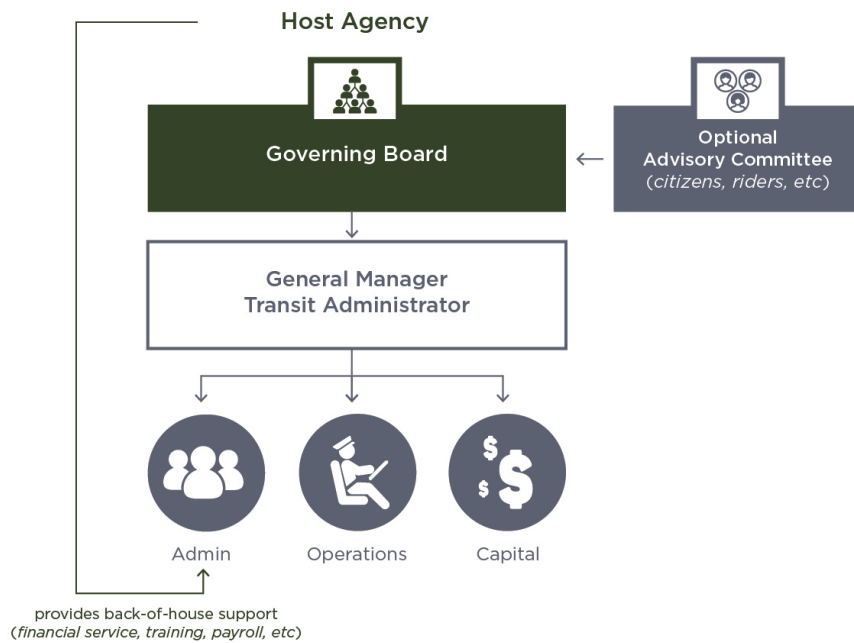 Host Agency
Governing Board
Optional
Advisory Committee
(citizens, riders, etc)
General Manager
Transit Administrator
$
$
$
Admin
Operations
Capital
provides back-of-house support
(financial service, training, payroll, etc)